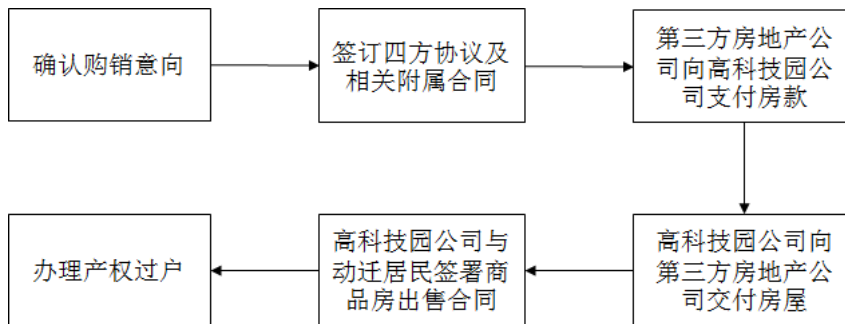 确认购销意向
签订四方协议及
相关附属合同
第三方房地产公
司向高科技园公
司支付房款
高科技园公司向
第三方房地产公
司交付房屋
高科技园公司与
动迁居民签署商
品房出售合同
办理产权过户